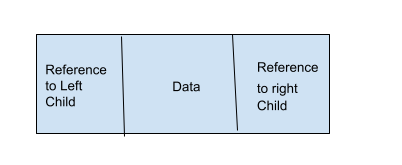 Reference
to Left
Child
Data
Reference
to right
Child